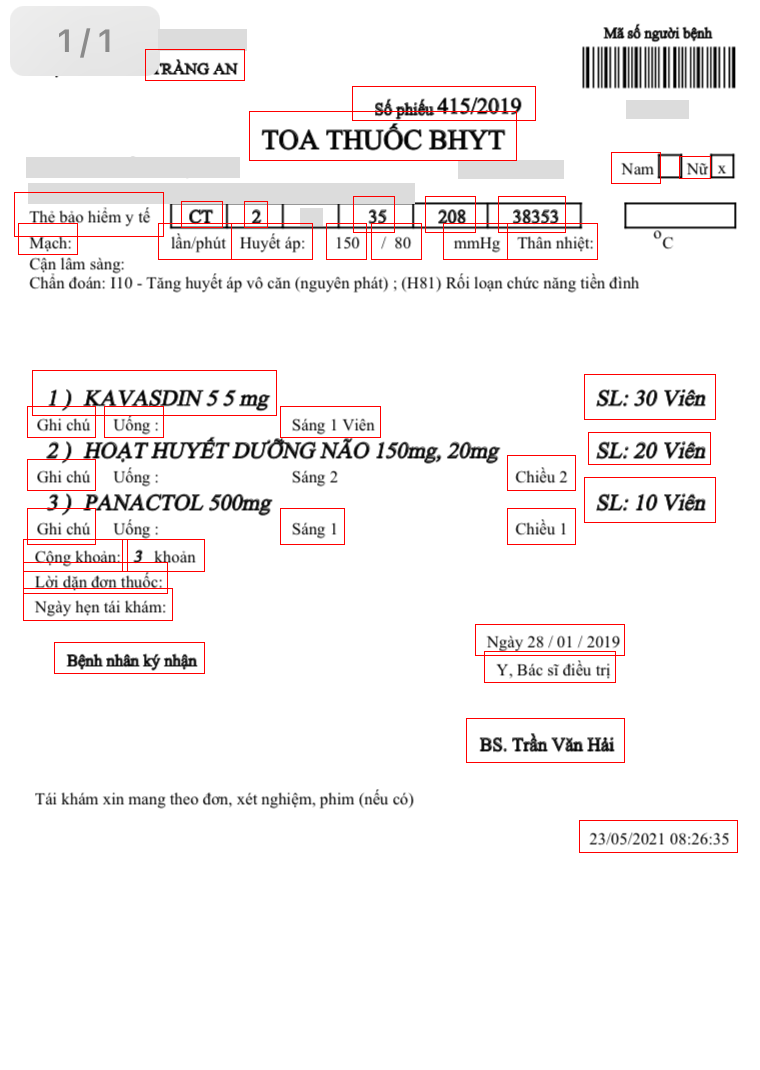 1/1
Mã số người bệnh
TRÀNG AN
Số phiếu 415/2019
TOA THUỐC BHYT
Nam Nữ x
Thẻ bảo hiểm y tế CT 2 35 208 38353
Mạch: lần/phút Huyết áp: 150 / 80 mmHg Thân nhiệt: °C
Cận lâm sàng:
Chẩn đoán: I10 - Tăng huyết áp vô căn (nguyên phát) ; (H81) Rối loạn chức năng tiền đình
1 ) KAVASDIN 5 5 mg SL: 30 Viên
Ghi chú Uống : Sáng 1 Viên
2 ) HOẠT HUYẾT DƯỠNG NÃO 150mg, 20mg SL: 20 Viên
Ghi chú Uống : Sáng 2 Chiều 2
3 ) PANACTOL 500mg SL: 10 Viên
Ghi chú Uống : Sáng 1 Chiều 1
Cộng khoản: 3 khoản
Lời dặn đơn thuốc:
Ngày hẹn tái khám:
Ngày 28 / 01 / 2019
Bệnh nhân ký nhận
Y, Bác sĩ điều trị
BS. Trần Văn Hải
Tái khám xin mang theo đơn, xét nghiệm, phim (nếu có)
23/05/2021 08:26:35